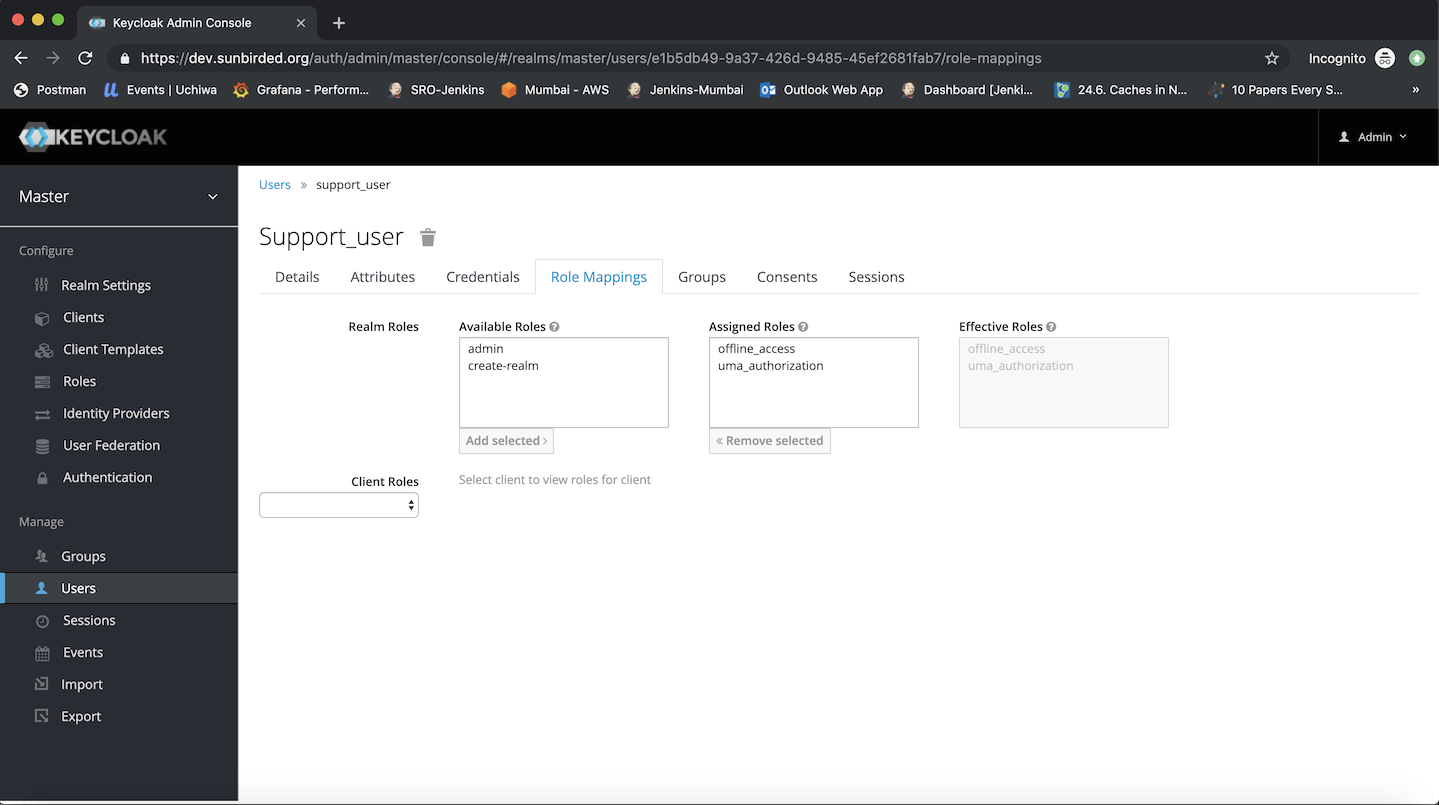 Keycloak Admin Console
https://dev.sunbirded.org/auth/admin/master/console/#/realms/master/users/e1b5db49-9a37-426d-9485-45ef2681fab7/role-mappings Incognito
Postman Events | Uchiwa Grafana - Perform... SRO-Jenkins Mumbai - AWS Jenkins-Mumbai Outlook Web App Dashboard [Jenki... 24.6. Caches in N... 10 Papers Every S... »
KEYCLOAK Admin
Master
Configure
Realm Settings
Clients
Client Templates
Roles
Identity Providers
User Federation
Authentication
Manage
Groups
Users
Sessions
Events
Import
Export
Users » support_user
Support_user
Details Attributes Credentials Role Mappings Groups Consents Sessions
Realm Roles
Available Roles
admin
create-realm
Add selected ›
Assigned Roles
offline_access
uma_authorization
« Remove selected
Effective Roles
offline_access
uma_authorization
Client Roles
Select client to view roles for client